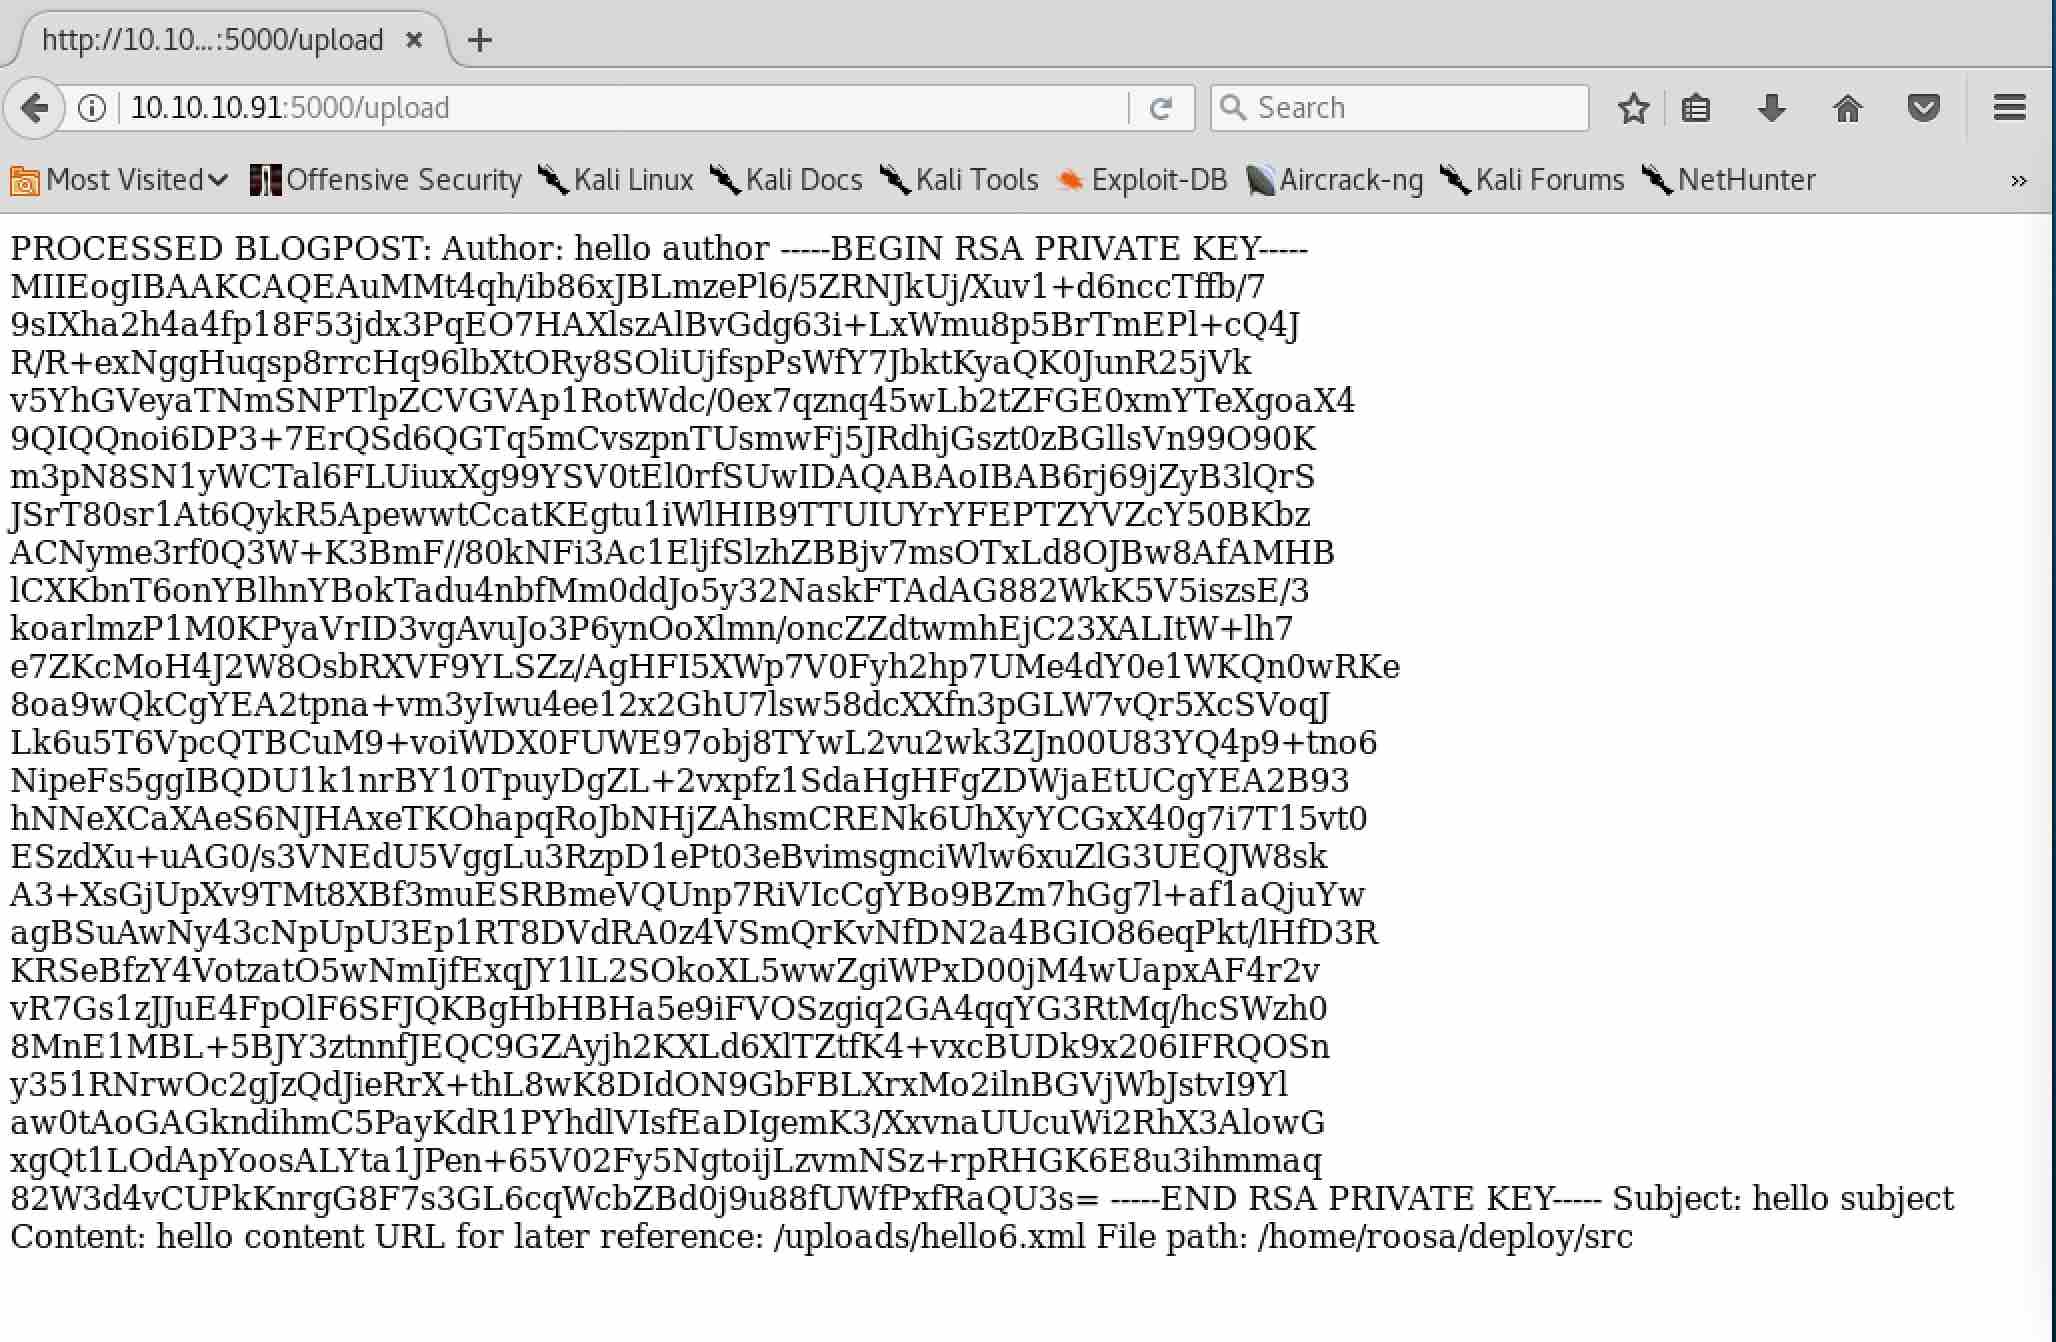 http://10.10...:5000/upload
10.10.10.91:5000/upload
Search
Most Visited Offensive Security Kali Linux Kali Docs Kali Tools Exploit-DB Aircrack-ng Kali Forums NetHunter »
PROCESSED BLOGPOST: Author: hello author -----BEGIN RSA PRIVATE KEY-----
MIIEogIBAAKCAQEAuMMt4qh/ib86xJBLmzePl6/5ZRNJkUj/Xuv1+d6nccTffb/7
9sIXha2h4a4fp18F53jdx3PqEO7HAXlszAlBvGdg63i+LxWmu8p5BrTmEPl+cQ4J
R/R+exNggHuqsp8rrcHq96lbXtORy8SOliUjfspPsWfY7JbktKyaQK0JunR25jVk
v5YhGVeyaTNmSNPTlpZCVGVAp1RotWdc/0ex7qznq45wLb2tZFGE0xmYTeXgoaX4
9QIQQnoi6DP3+7ErQSd6QGTq5mCvszpnTUsmwFj5JRdhjGszt0zBGllsVn99O90K
m3pN8SN1yWCTal6FLUiuxXg99YSV0tEl0rfSUwIDAQABAoIBAB6rj69jZyB3lQrS
JSrT80sr1At6QykR5ApewwtCcatKEgtu1iWlHIB9TTUIUYrYFEPTZYVZcY50BKbz
ACNyme3rf0Q3W+K3BmF//80kNFi3Ac1EljfSlzhZBBjv7msOTxLd8OJBw8AfAMHB
lCXKbnT6onYBlhnYBokTadu4nbfMm0ddJo5y32NaskFTAdAG882WkK5V5iszsE/3
koarlmzP1M0KPyaVrID3vgAvuJo3P6ynOoXlmn/oncZZdtwmhEjC23XALItW+lh7
e7ZKcMoH4J2W8OsbRXVF9YLSZz/AgHFI5XWp7V0Fyh2hp7UMe4dY0e1WKQn0wRKe
8oa9wQkCgYEA2tpna+vm3yIwu4ee12x2GhU7lsw58dcXXfn3pGLW7vQr5XcSVoqJ
Lk6u5T6VpcQTBCuM9+voiWDX0FUWE97obj8TYwL2vu2wk3ZJn00U83YQ4p9+tno6
NipeFs5ggIBQDU1k1nrBY10TpuyDgZL+2vxpfz1SdaHgHFgZDWjaEtUCgYEA2B93
hNNeXCaXAeS6NJHAxeTKOhapqRoJbNHjZAhsmCRENk6UhXyYCGxX40g7i7T15vt0
ESzdXu+uAG0/s3VNEdU5VggLu3RzpD1ePt03eBvimsgnciWlw6xuZlG3UEQJW8sk
A3+XsGjUpXv9TMt8XBf3muESRBmeVQUnp7RiVIcCgYBo9BZm7hGg7l+af1aQjuYw
agBSuAwNy43cNpUpU3Ep1RT8DVdRA0z4VSmQrKvNfDN2a4BGIO86eqPkt/lHfD3R
KRSeBfzY4VotzatO5wNmIjfExqJY1lL2SOkoXL5wwZgiWPxD00jM4wUapxAF4r2v
vR7Gs1zJJuE4FpOlF6SFJQKBgHbHBHa5e9iFVOSzgiq2GA4qqYG3RtMq/hcSWzh0
8MnE1MBL+5BJY3ztnnfJEQC9GZAyjh2KXLd6XlTZtfK4+vxcBUDk9x206IFRQOSn
y351RNrwOc2gJzQdJieRrX+thL8wK8DIdON9GbFBLXrxMo2ilnBGVjWbJstvI9Yl
aw0tAoGAGkndihmC5PayKdR1PYhdlVIsfEaDIgemK3/XxvnaUUcuWi2RhX3AlowG
xgQt1LOdApYoosALYta1JPen+65V02Fy5NgtoijLzvmNSz+rpRHGK6E8u3ihmmaq
82W3d4vCUPkKnrgG8F7s3GL6cqWcbZBd0j9u88fUWfPxfRaQU3s= -----END RSA PRIVATE KEY----- Subject: hello subject
Content: hello content URL for later reference: /uploads/hello6.xml File path: /home/roosa/deploy/src